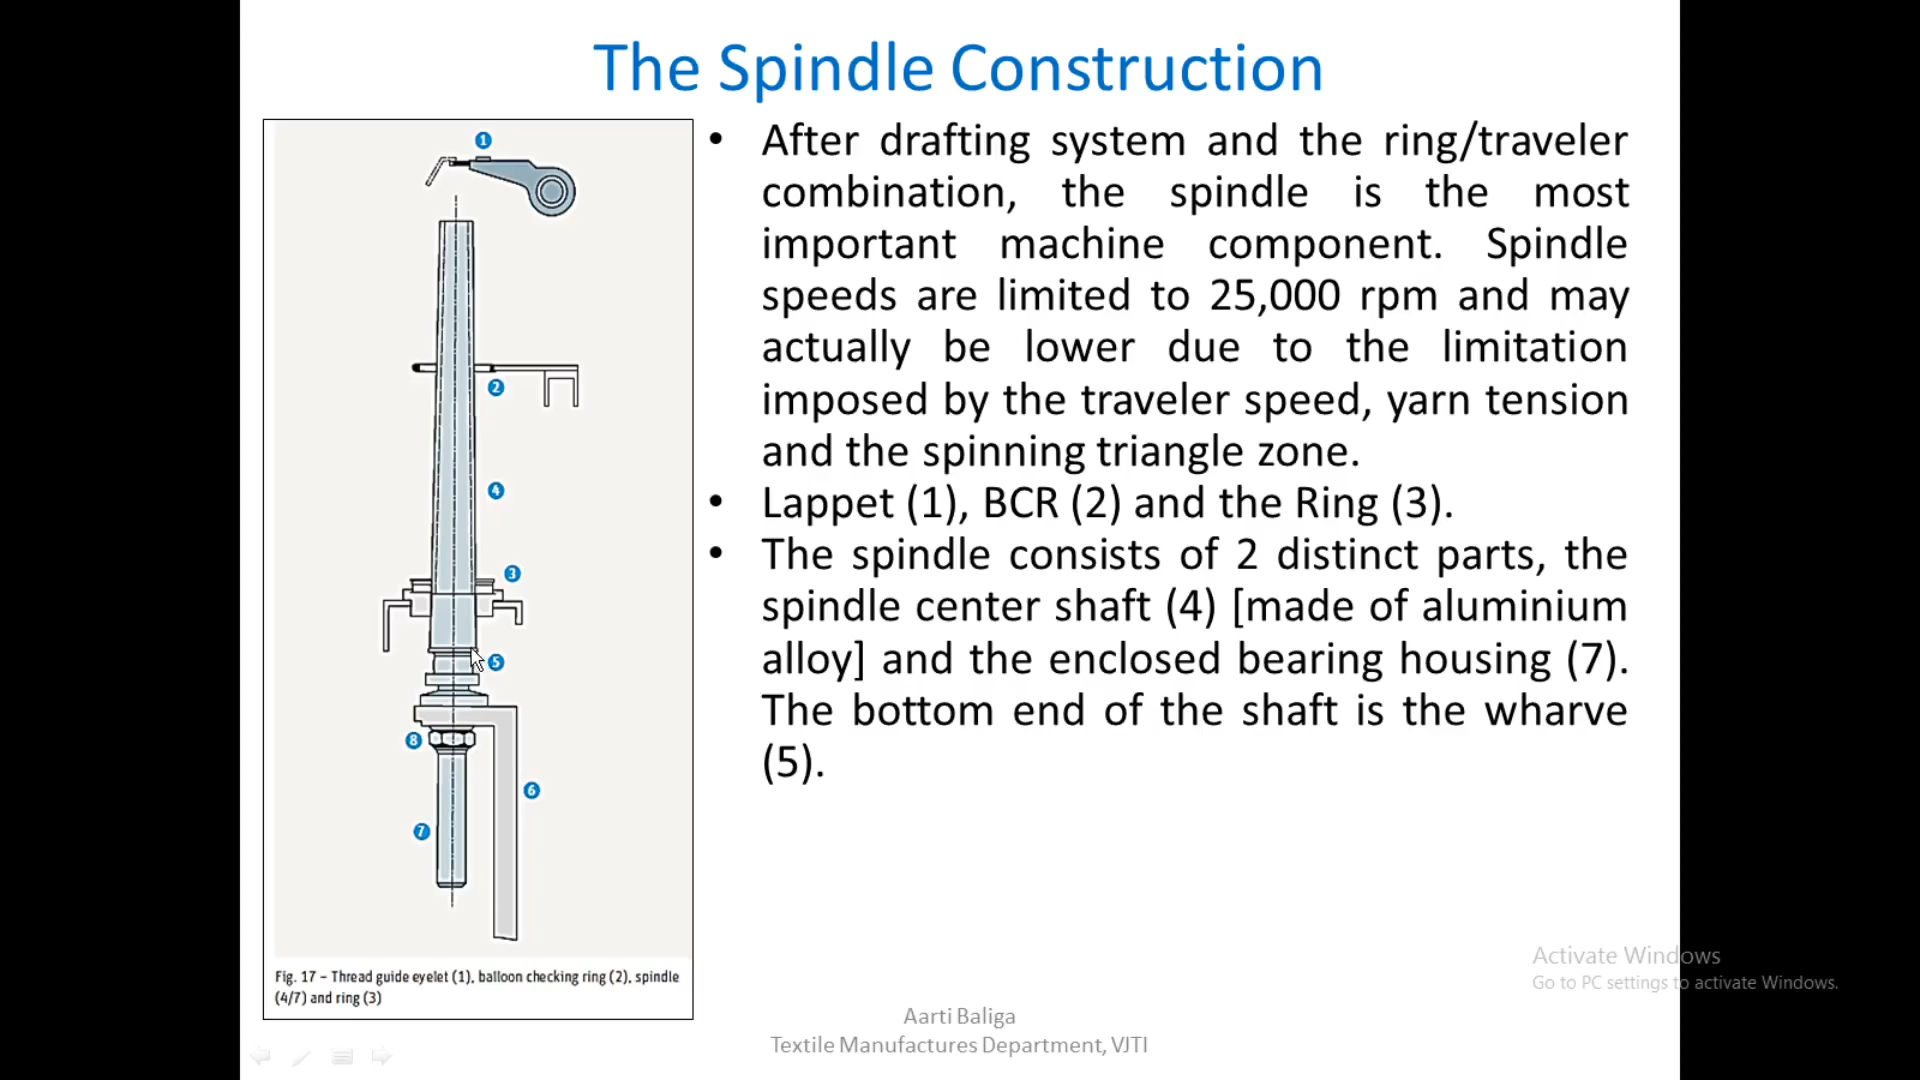 The Spindle Construction
1
2
4
3
5
8
6
7
Fig. 17 – Thread guide eyelet (1), balloon checking ring (2), spindle
(4/7) and ring (3)
• After drafting system and the ring/traveler
combination, the spindle is the most
important machine component. Spindle
speeds are limited to 25,000 rpm and may
actually be lower due to the limitation
imposed by the traveler speed, yarn tension
and the spinning triangle zone.
• Lappet (1), BCR (2) and the Ring (3).
• The spindle consists of 2 distinct parts, the
spindle center shaft (4) [made of aluminium
alloy] and the enclosed bearing housing (7).
The bottom end of the shaft is the wharve
(5).
Activate Windows
Go to PC settings to activate Windows.
Aarti Baliga
Textile Manufactures Department, VJTI